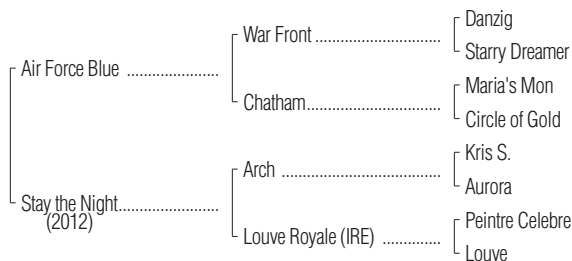 Danzig
War Front ..............................
Starry Dreamer
Air Force Blue ......................
Maria's Mon
Chatham................................
Circle of Gold
Kris S.
Arch ......................................
Aurora
Stay the Night........................
(2012)
Peintre Celebre
Louve Royale (IRE) ..............
Louve